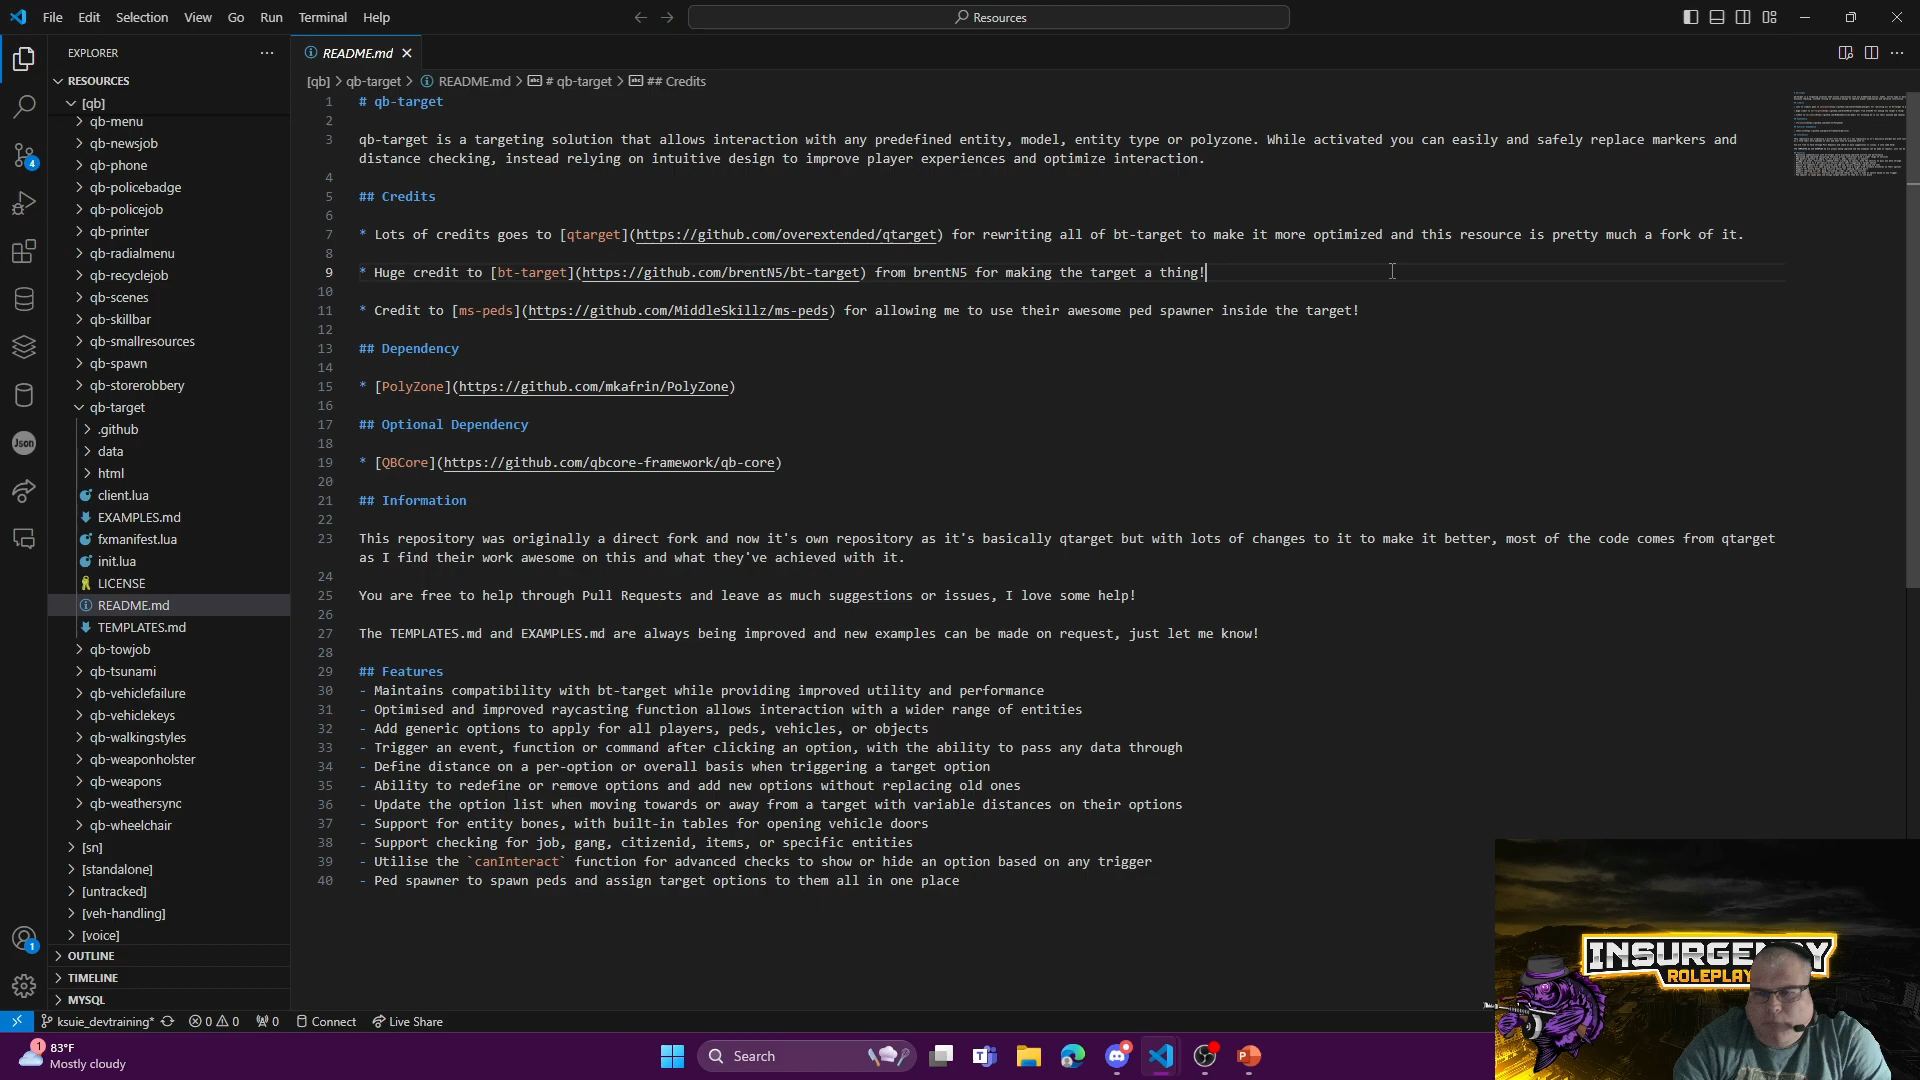 File Edit Selection View Go Run Terminal Help
Resources
EXPLORER
README.md
RESOURCES
[qb] > qb-target > README.md > # qb-target > ## Credits
[qb]
qb-menu
qb-newsjob
qb-phone
qb-policebadge
qb-policejob
qb-printer
qb-radialmenu
qb-recyclejob
qb-scenes
qb-skillbar
qb-smallresources
qb-spawn
qb-storerobbery
qb-target
.github
data
html
client.lua
EXAMPLES.md
fxmanifest.lua
init.lua
LICENSE
README.md
TEMPLATES.md
qb-towjob
qb-tsunami
qb-vehiclefailure
qb-vehiclekeys
qb-walkingstyles
qb-weaponholster
qb-weapons
qb-weathersync
qb-wheelchair
[sn]
[standalone]
[untracked]
[veh-handling]
[voice]
OUTLINE
TIMELINE
MYSQL
4
Json
1
1 # qb-target
2
3 qb-target is a targeting solution that allows interaction with any predefined entity, model, entity type or polyzone. While activated you can easily and safely replace markers and
distance checking, instead relying on intuitive design to improve player experiences and optimize interaction.
4
5 ## Credits
6
7 * Lots of credits goes to [qtarget](https://github.com/overextended/qtarget) for rewriting all of bt-target to make it more optimized and this resource is pretty much a fork of it.
8
9 * Huge credit to [bt-target](https://github.com/brentN5/bt-target) from brentN5 for making the target a thing!
10
11 * Credit to [ms-peds](https://github.com/MiddleSkillz/ms-peds) for allowing me to use their awesome ped spawner inside the target!
12
13 ## Dependency
14
15 * [PolyZone](https://github.com/mkafrin/PolyZone)
16
17 ## Optional Dependency
18
19 * [QBCore](https://github.com/qbcore-framework/qb-core)
20
21 ## Information
22
23 This repository was originally a direct fork and now it's own repository as it's basically qtarget but with lots of changes to it to make it better, most of the code comes from qtarget
as I find their work awesome on this and what they've achieved with it.
24
25 You are free to help through Pull Requests and leave as much suggestions or issues, I love some help!
26
27 The TEMPLATES.md and EXAMPLES.md are always being improved and new examples can be made on request, just let me know!
28
29 ## Features
30 - Maintains compatibility with bt-target while providing improved utility and performance
31 - Optimised and improved raycasting function allows interaction with a wider range of entities
32 - Add generic options to apply for all players, peds, vehicles, or objects
33 - Trigger an event, function or command after clicking an option, with the ability to pass any data through
34 - Define distance on a per-option or overall basis when triggering a target option
35 - Ability to redefine or remove options and add new options without replacing old ones
36 - Update the option list when moving towards or away from a target with variable distances on their options
37 - Support for entity bones, with built-in tables for opening vehicle doors
38 - Support checking for job, gang, citizenid, items, or specific entities
39 - Utilise the `canInteract` function for advanced checks to show or hide an option based on any trigger
40 - Ped spawner to spawn peds and assign target options to them all in one place
ROLEPLAY
ksuie_devtraining* 0 0 0 Connect Live Share
1
83°F
Mostly cloudy
Search